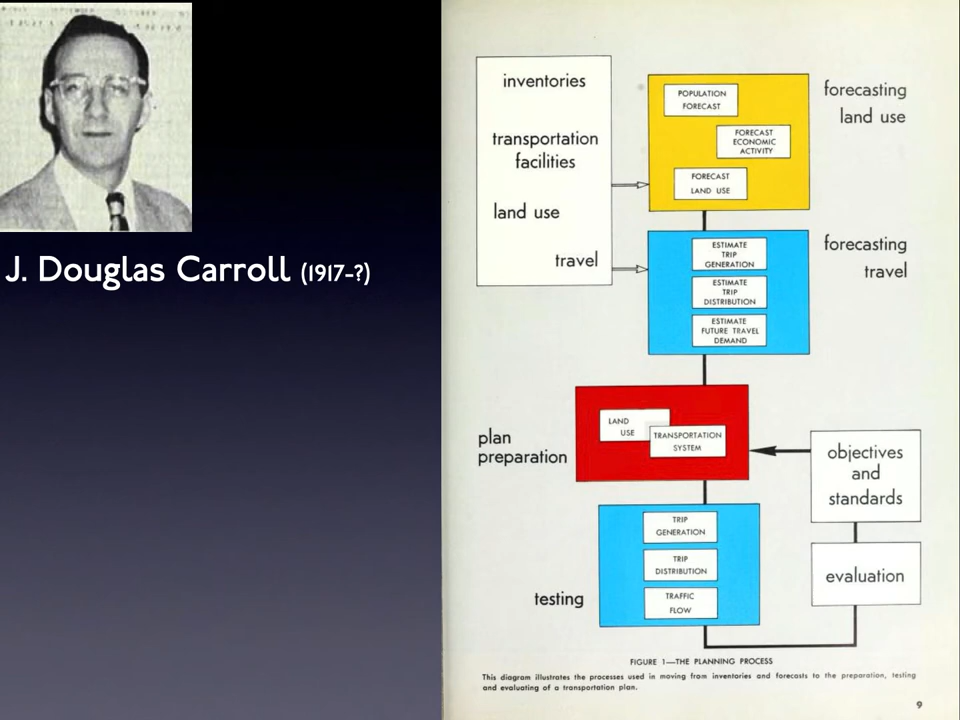 J. Douglas Carroll (1917-?)
inventories
transportation
facilities
land use
travel
POPULATION
FORECAST
FORECAST
ECONOMIC
ACTIVITY
FORECAST
LAND USE
forecasting
land use
ESTIMATE
TRIP
GENERATION
ESTIMATE
TRIP
DISTRIBUTION
ESTIMATE
FUTURE TRAVEL
DEMAND
forecasting
travel
plan
preparation
LAND
USE
TRANSPORTATION
SYSTEM
objectives
and
standards
evaluation
testing
TRIP
GENERATION
TRIP
DISTRIBUTION
TRAFFIC
FLOW
FIGURE 1—THE PLANNING PROCESS
This diagram illustrates the processes used in moving from inventories and forecasts to the preparation, testing
and evaluating of a transportation plan.
9